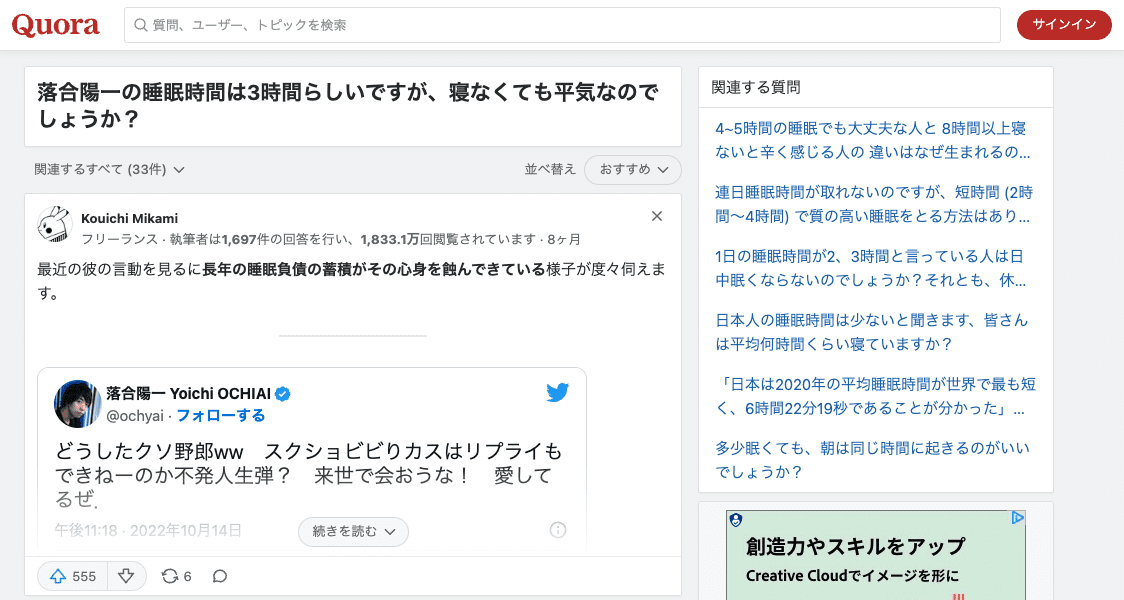 Quora
質問、ユーザー、トピックを検索
サインイン
落合陽一の睡眠時間は3時間らしいですが、寝なくても平気なので
しょうか？
関連するすべて (33件)
並べ替え
おすすめ
Kouichi Mikami
フリーランス · 執筆者は1,697件の回答を行い、1,833.1万回閲覧されています · 8ヶ月
最近の彼の言動を見るに長年の睡眠負債の蓄積がその心身を蝕んできている様子が度々伺えま
す。
落合陽一 Yoichi OCHIAI
@ochyai · フォローする
どうしたクソ野郎ww　スクショビビりカスはリプライも
できねーのか不発人生弾？　来世で会おうな！　愛して
るぜ.
午後11:18 · 2022年10月14日
続きを読む
555
6
関連する質問
4~5時間の睡眠でも大丈夫な人と 8時間以上寝
ないと辛く感じる人の 違いはなぜ生まれるの...
連日睡眠時間が取れないのですが、短時間 (2時
間〜4時間) で質の高い睡眠をとる方法はあり...
1日の睡眠時間が2、3時間と言っている人は日
中眠くならないのでしょうか？それとも、休...
日本人の睡眠時間は少ないと聞きます、皆さん
は平均何時間くらい寝ていますか？
「日本は2020年の平均睡眠時間が世界で最も短
く、6時間22分19秒であることが分かった」...
多少眠くても、朝は同じ時間に起きるのがいい
でしょうか？
創造力やスキルをアップ
Creative Cloudでイメージを形に